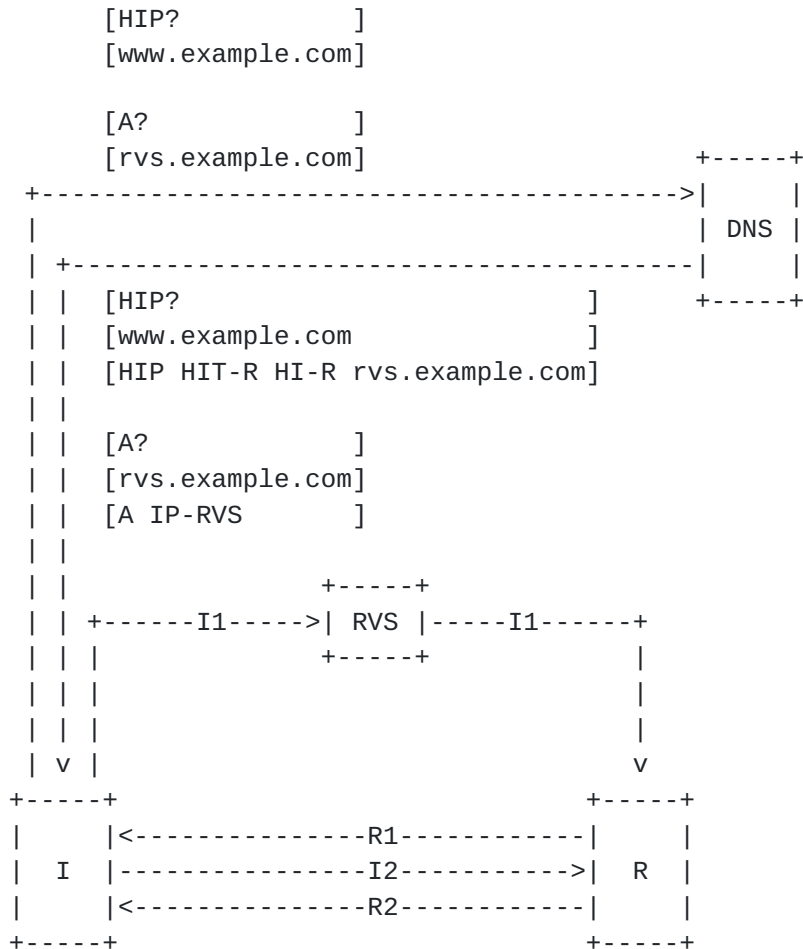 [HIP?           ]
[www.example.com]
[A?             ]
[rvs.example.com]
DNS
[HIP?                          ]
[www.example.com               ]
[HIP HIT-R HI-R rvs.example.com]
[A?             ]
[rvs.example.com]
[A IP-RVS       ]
I1 RVS I1
R1
I I2 R
R2